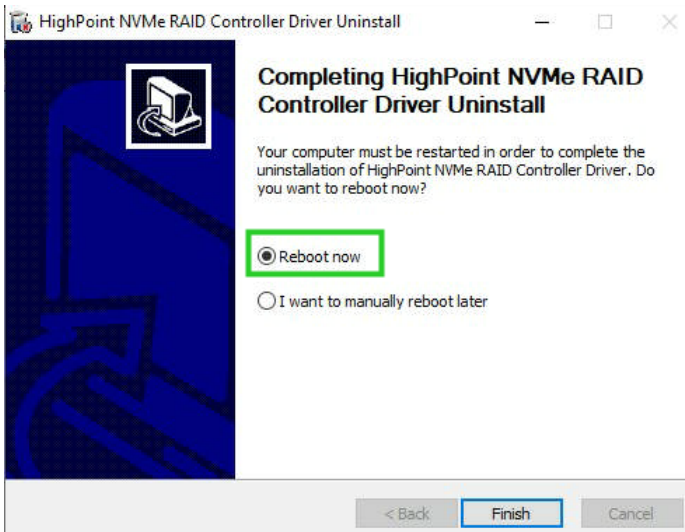 HighPoint NVMe RAID Controller Driver Uninstall
Completing HighPoint NVMe RAID
Controller Driver Uninstall
Your computer must be restarted in order to complete the
uninstallation of HighPoint NVMe RAID Controller Driver. Do
you want to reboot now?
Reboot now
I want to manually reboot later
< Back
Finish
Cancel